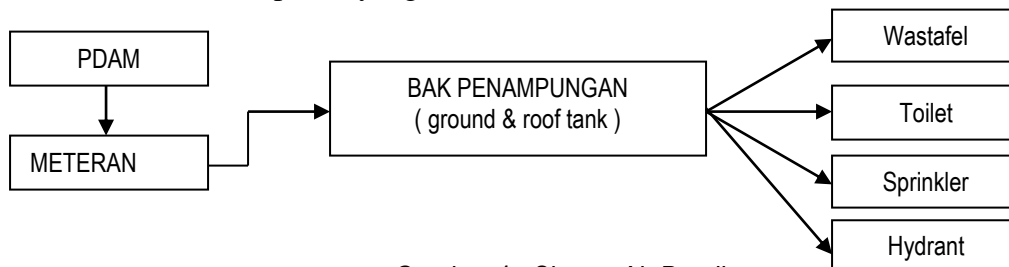 PDAM
METERAN
BAK PENAMPUNGAN
( ground & roof tank )
Wastafel
Toilet
Sprinkler
Hydrant